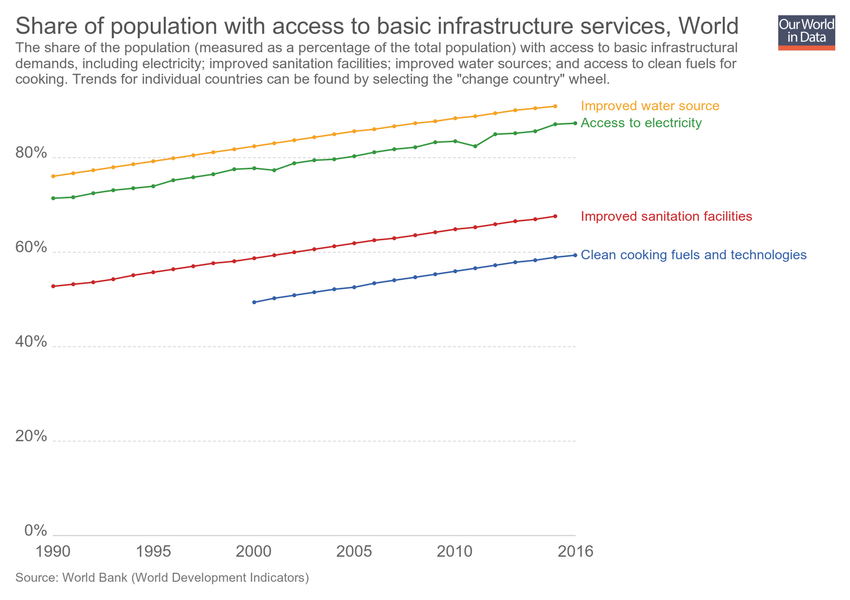 Share of population with access to basic infrastructure services, World
Our World
in Data
The share of the population (measured as a percentage of the total population) with access to basic infrastructural
demands, including electricity; improved sanitation facilities; improved water sources; and access to clean fuels for
cooking. Trends for individual countries can be found by selecting the "change country" wheel.
Improved water source
Access to electricity
80%
Improved sanitation facilities
60%
Clean cooking fuels and technologies
40%
20%
0%
1990 1995 2000 2005 2010 2016
Source: World Bank (World Development Indicators)